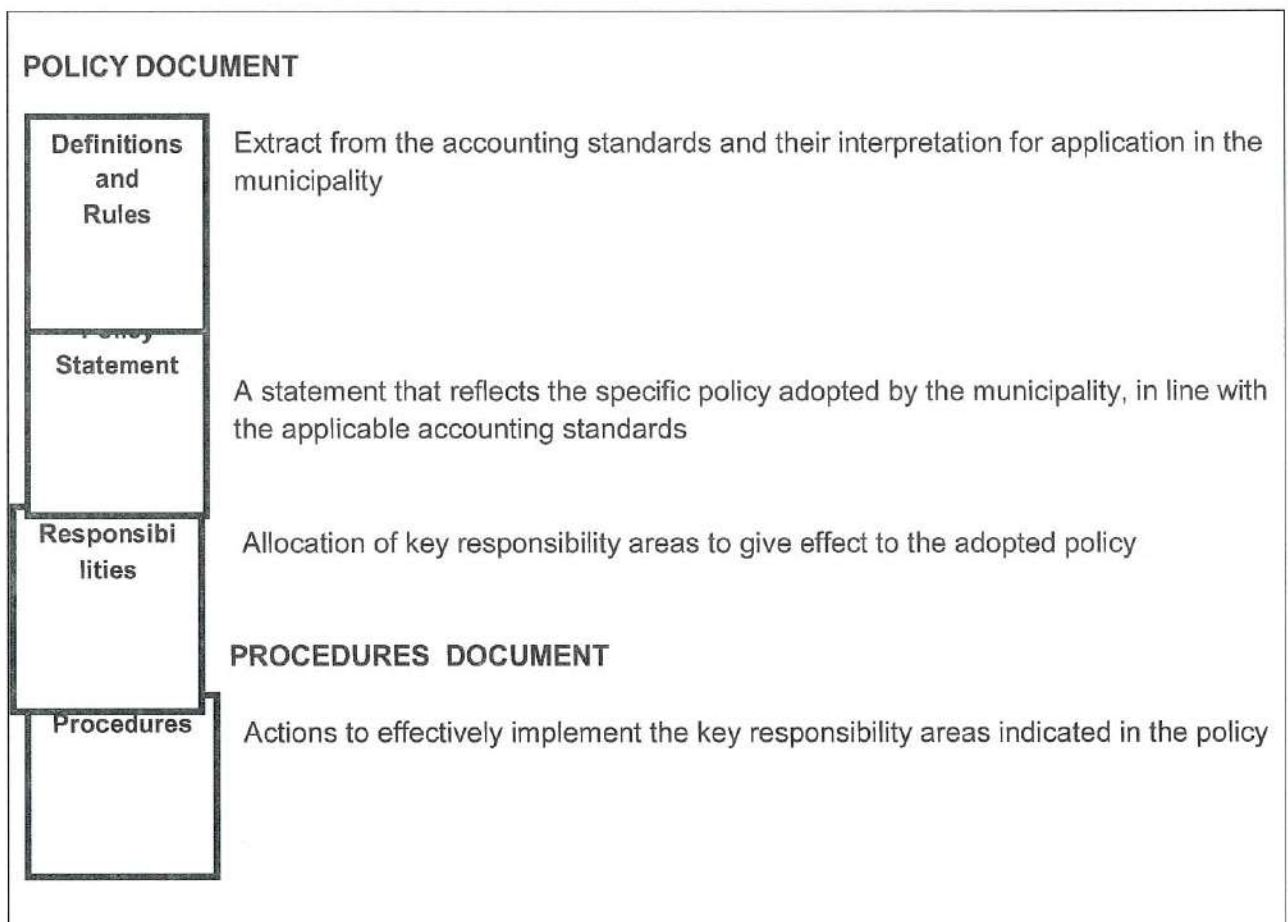 POLICY DOCUMENT
Definitions
and
Rules
Extract from the accounting standards and their interpretation for application in the
municipality
Policy
Statement
A statement that reflects the specific policy adopted by the municipality, in line with
the applicable accounting standards
Responsibi
lities
Allocation of key responsibility areas to give effect to the adopted policy
PROCEDURES DOCUMENT
Procedures
Actions to effectively implement the key responsibility areas indicated in the policy